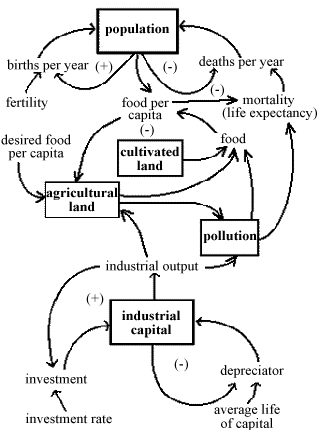 population
births per year
(+)
(-)
deaths per year
fertility
food per
capita
(-)
mortality
(life expectancy)
(-)
desired food
per capita
cultivated
land
food
agricultural
land
pollution
industrial output
(+)
industrial
capital
(-)
investment
depreciator
investment rate
average life
of capital